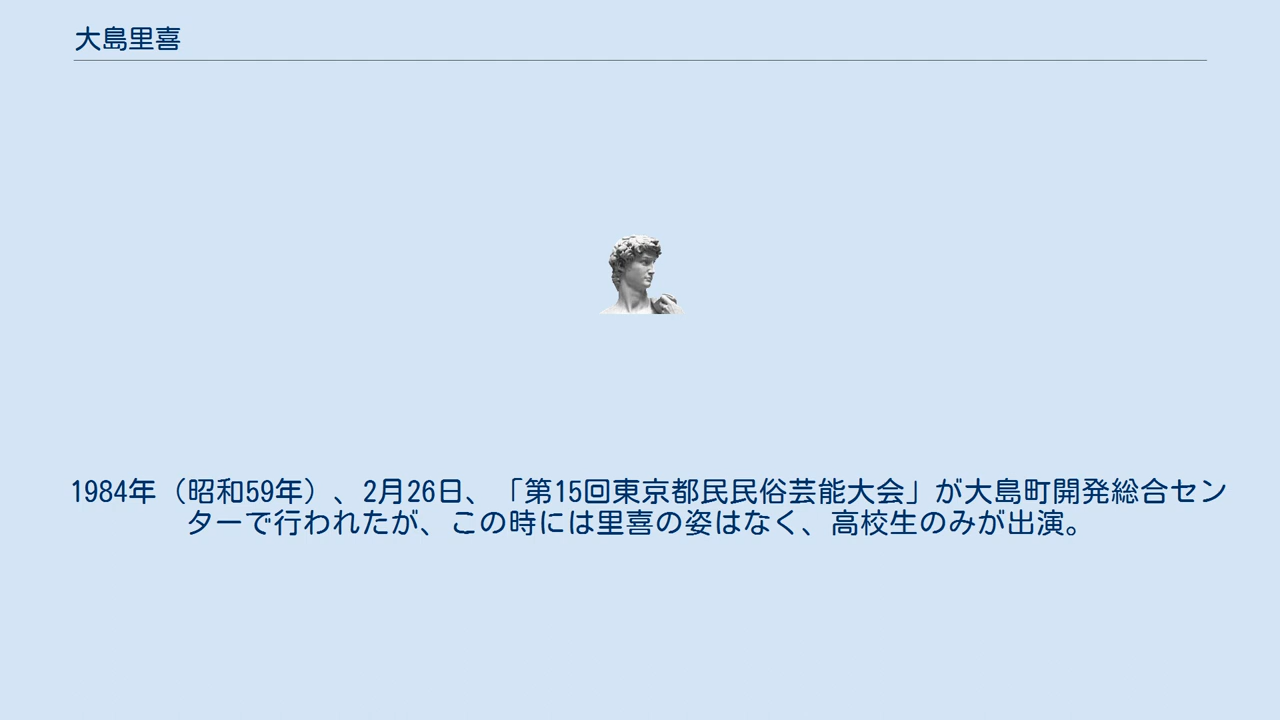 大島里喜
1984年（昭和59年）、2月26日、「第15回東京都民民俗芸能大会」が大島町開発総合セン
ターで行われたが、この時には里喜の姿はなく、高校生のみが出演。